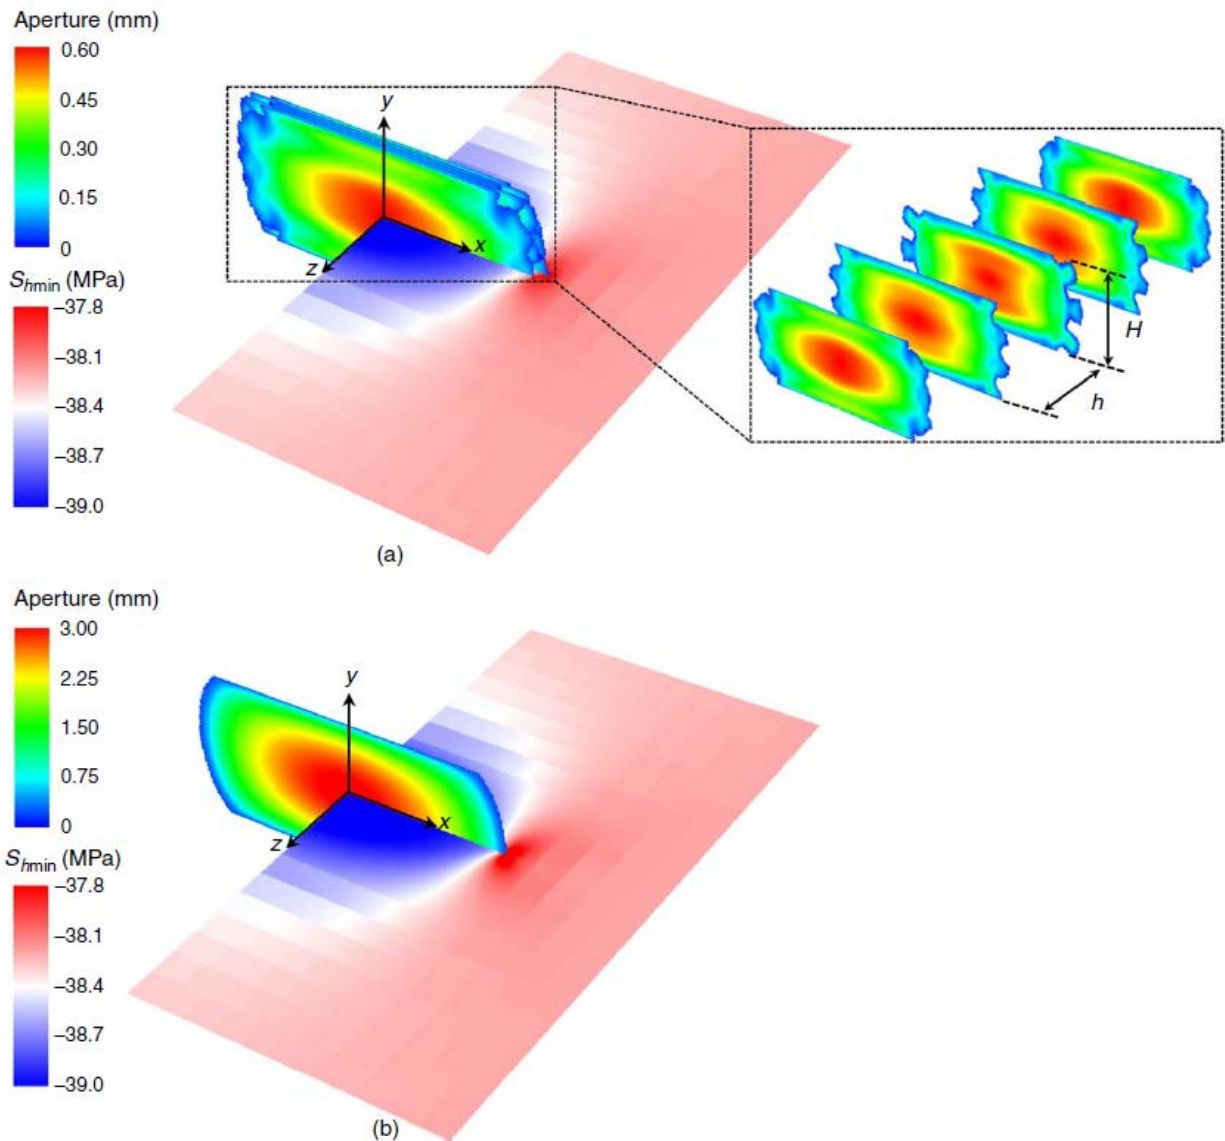 Aperture (mm)
0.60
0.45
0.30
0.15
0
S_hmin (MPa)
−37.8
−38.1
−38.4
−38.7
−39.0
y
x
z
H
h
(a)
Aperture (mm)
3.00
2.25
1.50
0.75
0
S_hmin (MPa)
−37.8
−38.1
−38.4
−38.7
−39.0
y
x
z
(b)